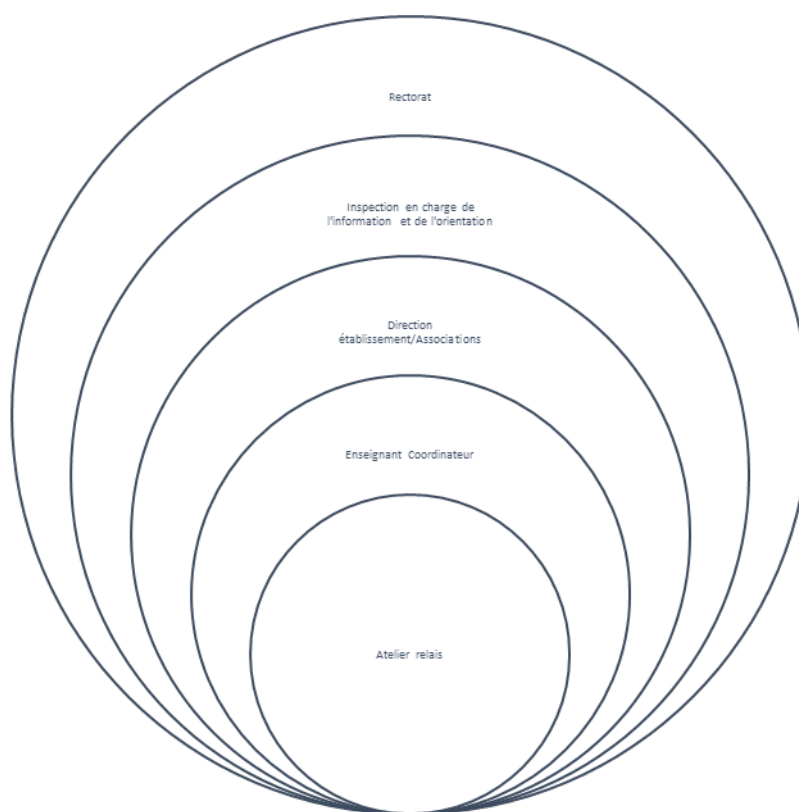 Rectorat
Inspection en charge de
l'information et de l'orientation
Direction
établissement/Associations
Enseignant Coordinateur
Atelier relais